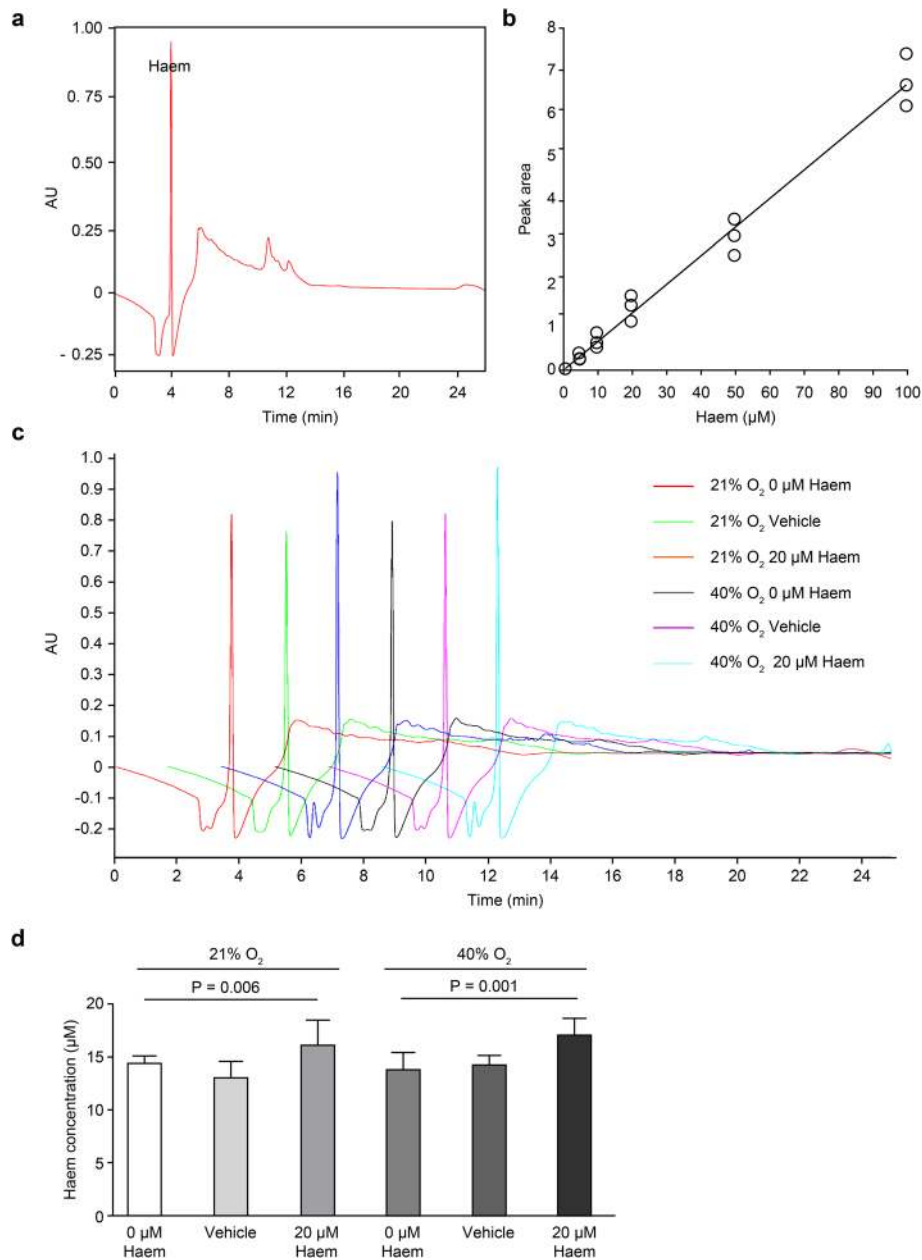 a
1.00
0.75
0.50
0.25
0
- 0.25
AU
Haem
0 4 8 12 16 20 24
Time (min)
b
8
7
5
4
3
2
1
0
Peak area
0 10 20 30 40 50 60 70 80 90 100
Haem (µM)
c
1.0
0.9
0.8
0.7
0.6
0.5
0.4
0.3
0.2
0.1
0
-0.1
-0.2
AU
21% O₂ 0 µM Haem
21% O₂ Vehicle
21% O₂ 20 µM Haem
40% O₂ 0 µM Haem
40% O₂ Vehicle
40% O₂ 20 µM Haem
0 2 4 6 8 10 12 14 16 18 20 22 24
Time (min)
d
21% O₂ 40% O₂
P = 0.006 P = 0.001
20
15
10
5
0
Haem concentration (µM)
0 µM Vehicle 20 µM 0 µM Vehicle 20 µM
Haem Haem Haem Haem